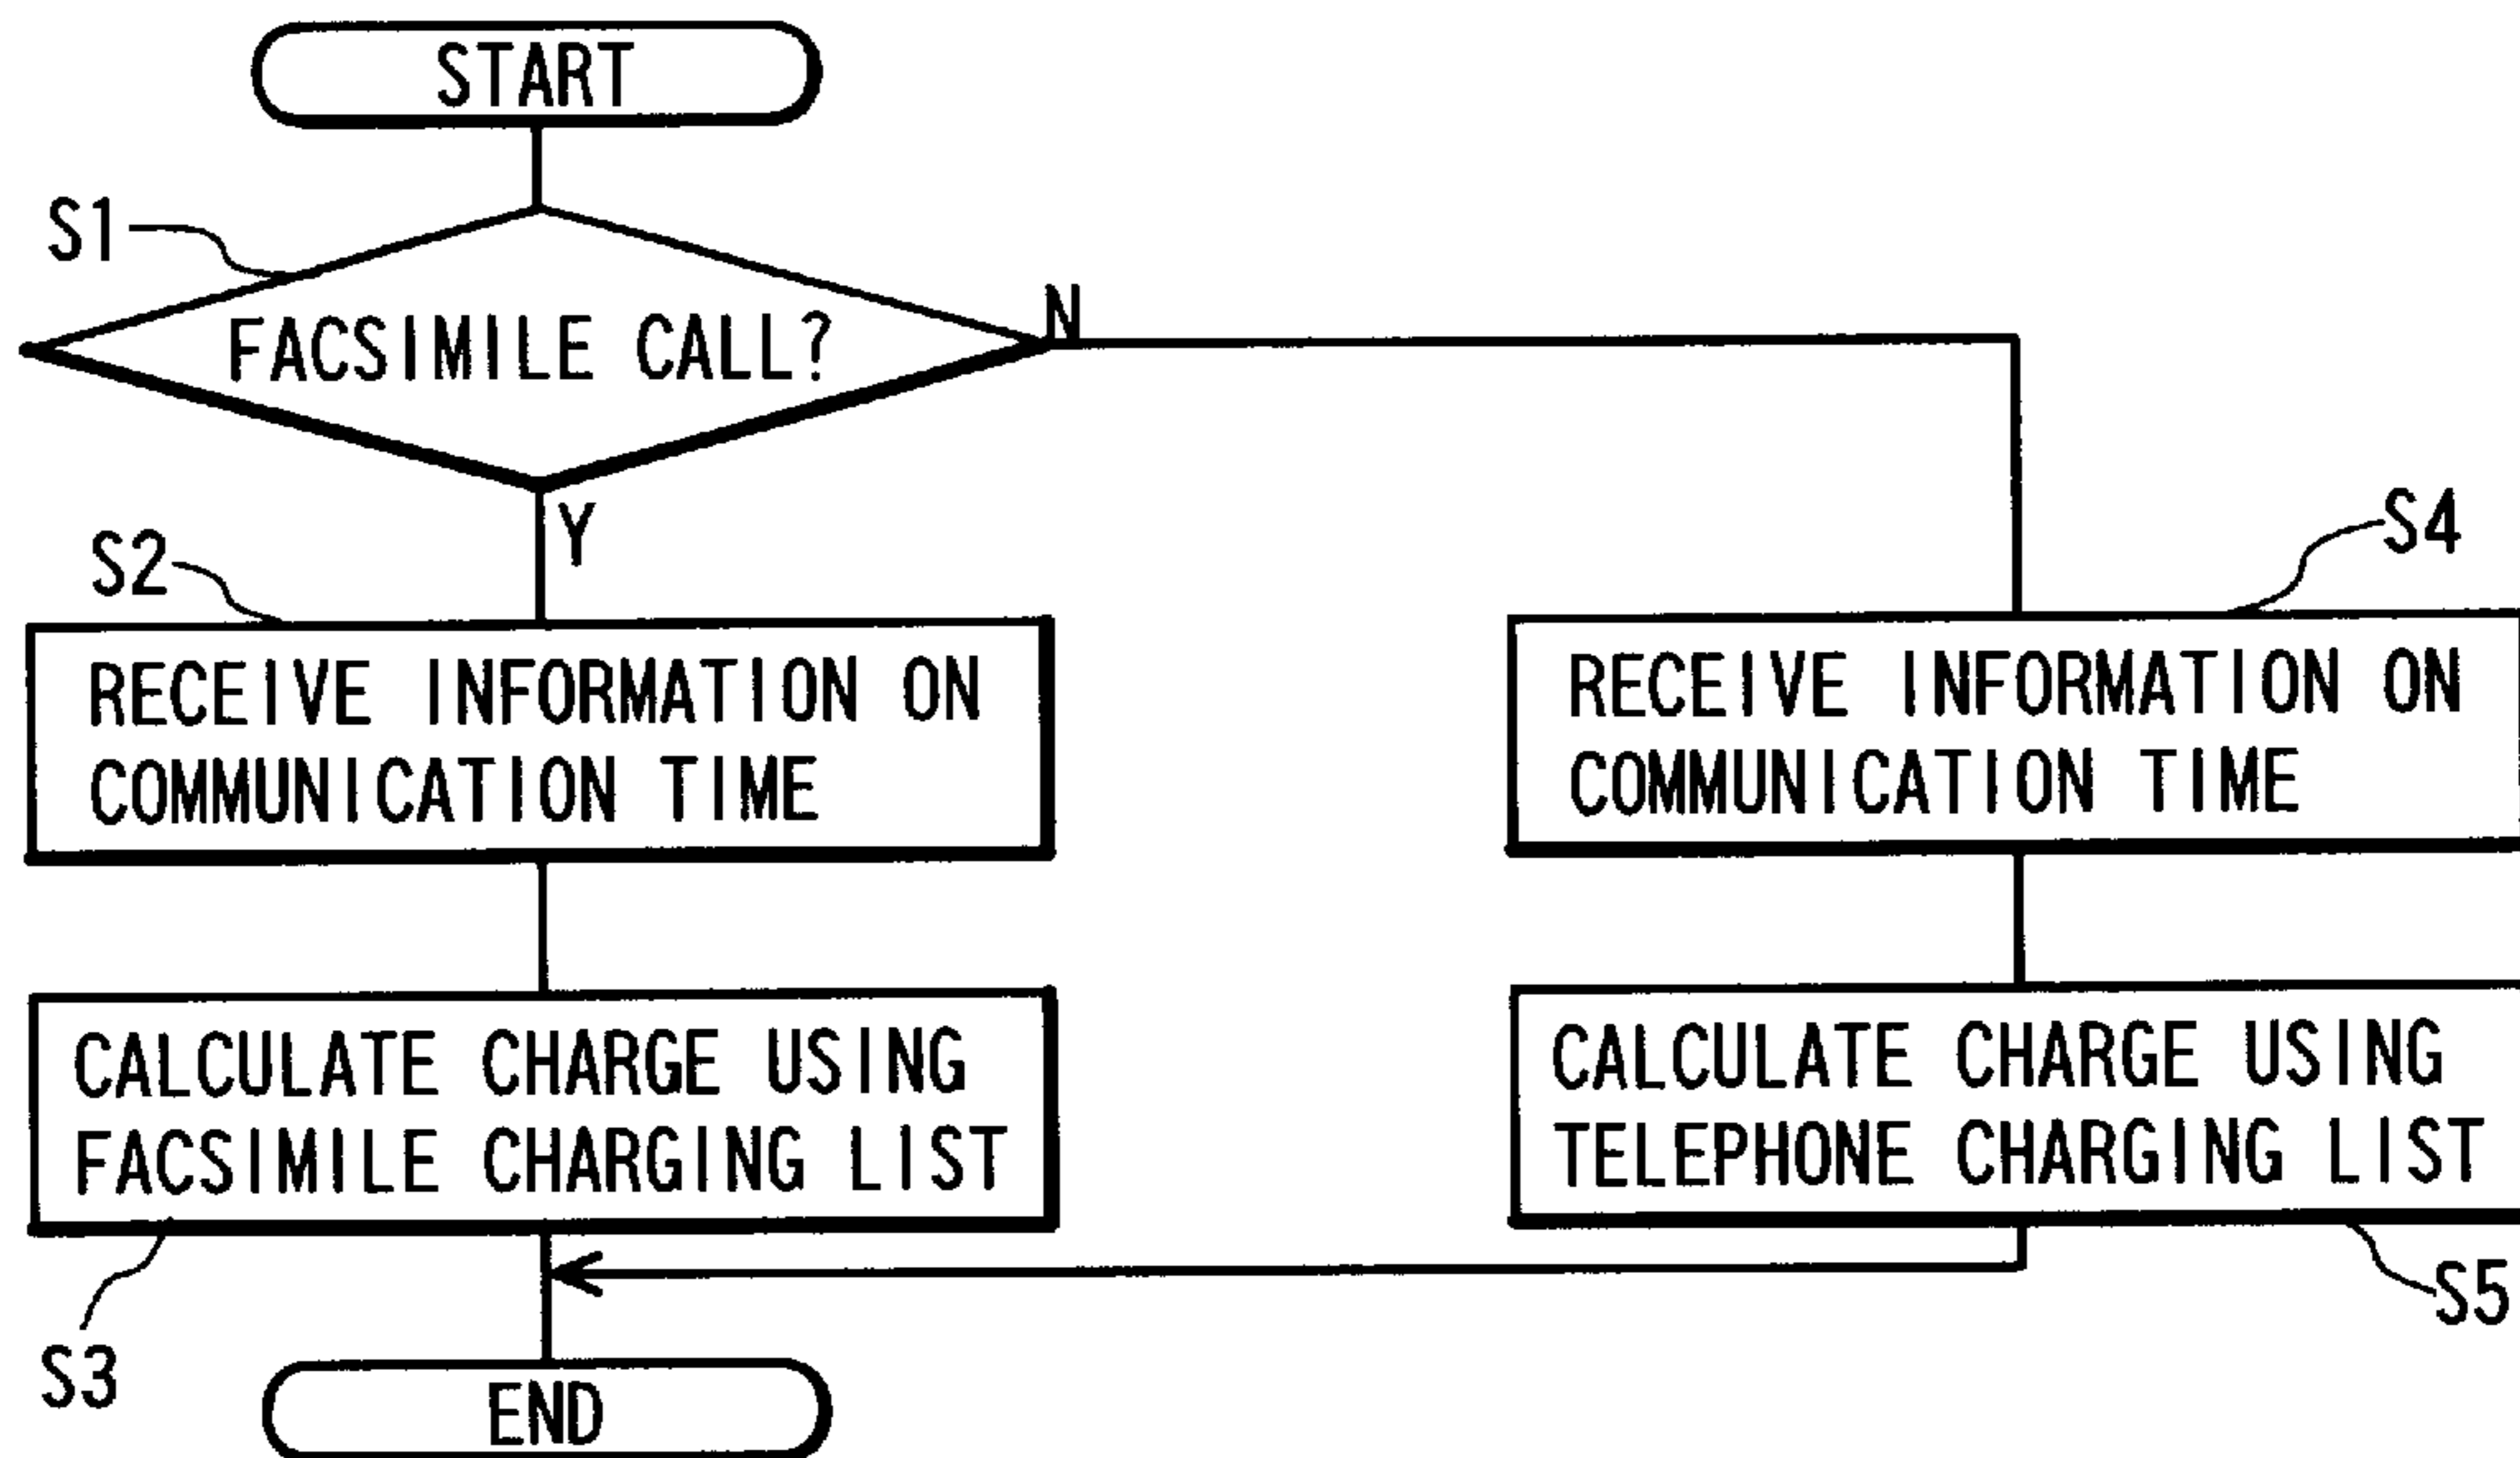 START
S1
FACSIMILE CALL?
N
Y
S2
RECEIVE INFORMATION ON
COMMUNICATION TIME
S4
RECEIVE INFORMATION ON
COMMUNICATION TIME
CALCULATE CHARGE USING
FACSIMILE CHARGING LIST
S3
CALCULATE CHARGE USING
TELEPHONE CHARGING LIST
S5
END